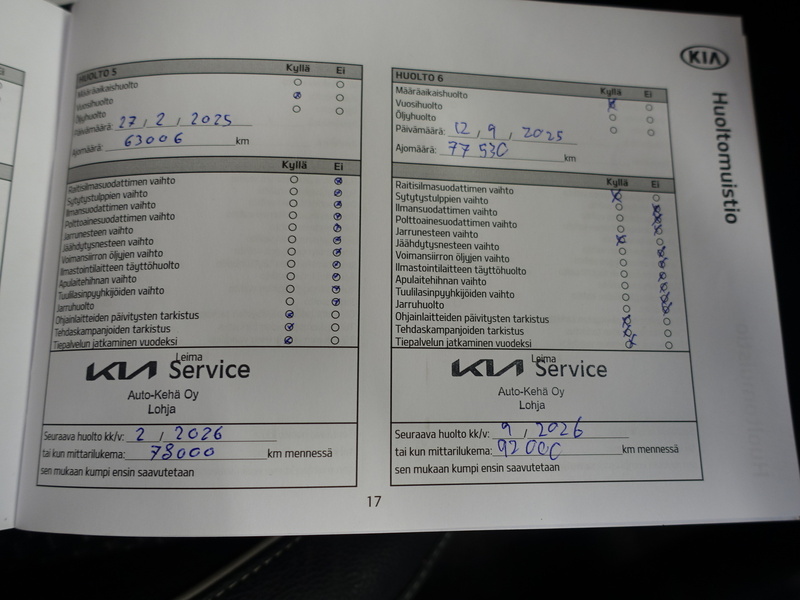 KIA
Huoltomuistio
HUOLTO 5 Kyllä Ei
Määräaikaishuolto
Vuosihuolto
Öljyhuolto
Päivämäärä: 27 / 2 / 2025
Ajomäärä: 63006 km
Kyllä Ei
Raitisilmasuodattimen vaihto
Sytytystulppien vaihto
Ilmansuodattimen vaihto
Polttoainesuodattimen vaihto
Jarrunesteen vaihto
Jäähdytysnesteen vaihto
Voimansiirron öljyjen vaihto
Ilmastointilaitteen täyttöhuolto
Apulaitehihnan vaihto
Tuulilasinpyyhkijöiden vaihto
Jarruhuolto
Ohjainlaitteiden päivitysten tarkistus
Tehdaskampanjoiden tarkistus
Tiepalvelun jatkaminen vuodeksi
Leima
KIA Service
Auto-Kehä Oy
Lohja
Seuraava huolto kk/v: 2 / 2026
tai kun mittarilukema: 78000 km mennessä
sen mukaan kumpi ensin saavutetaan
HUOLTO 6
Kyllä Ei
Määräaikaishuolto
Vuosihuolto
Öljyhuolto
Päivämäärä: 12 / 9 / 2025
Ajomäärä: 77530 km
Kyllä Ei
Raitisilmasuodattimen vaihto
Sytytystulppien vaihto
Ilmansuodattimen vaihto
Polttoainesuodattimen vaihto
Jarrunesteen vaihto
Jäähdytysnesteen vaihto
Voimansiirron öljyjen vaihto
Ilmastointilaitteen täyttöhuolto
Apulaitehihnan vaihto
Tuulilasinpyyhkijöiden vaihto
Jarruhuolto
Ohjainlaitteiden päivitysten tarkistus
Tehdaskampanjoiden tarkistus
Tiepalvelun jatkaminen vuodeksi
Leima
KIA Service
Auto-Kehä Oy
Lohja
Seuraava huolto kk/v: 9 / 2026
tai kun mittarilukema: 92000 km mennessä
sen mukaan kumpi ensin saavutetaan
17